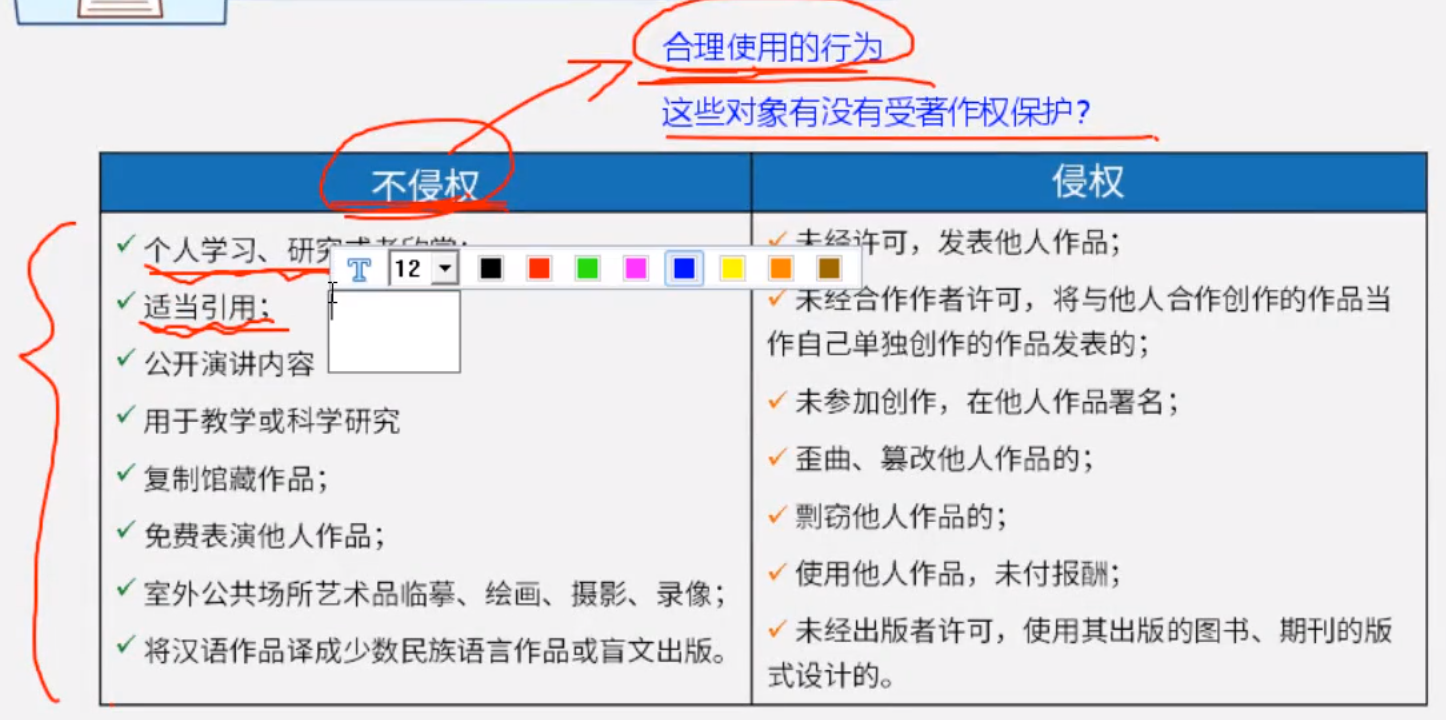 合理使用的行为
这些对象有没有受著作权保护?
不侵权
侵权
个人学习、研究或者欣赏;
12
适当引用;
公开演讲内容
用于教学或科学研究
复制馆藏作品;
免费表演他人作品;
室外公共场所艺术品临摹、绘画、摄影、录像;
将汉语作品译成少数民族语言作品或盲文出版。
未经许可，发表他人作品;
未经合作作者许可，将与他人合作创作的作品当
作自己单独创作的作品发表的;
未参加创作，在他人作品署名;
歪曲、篡改他人作品的;
剽窃他人作品的;
使用他人作品，未付报酬;
未经出版者许可，使用其出版的图书、期刊的版
式设计的。